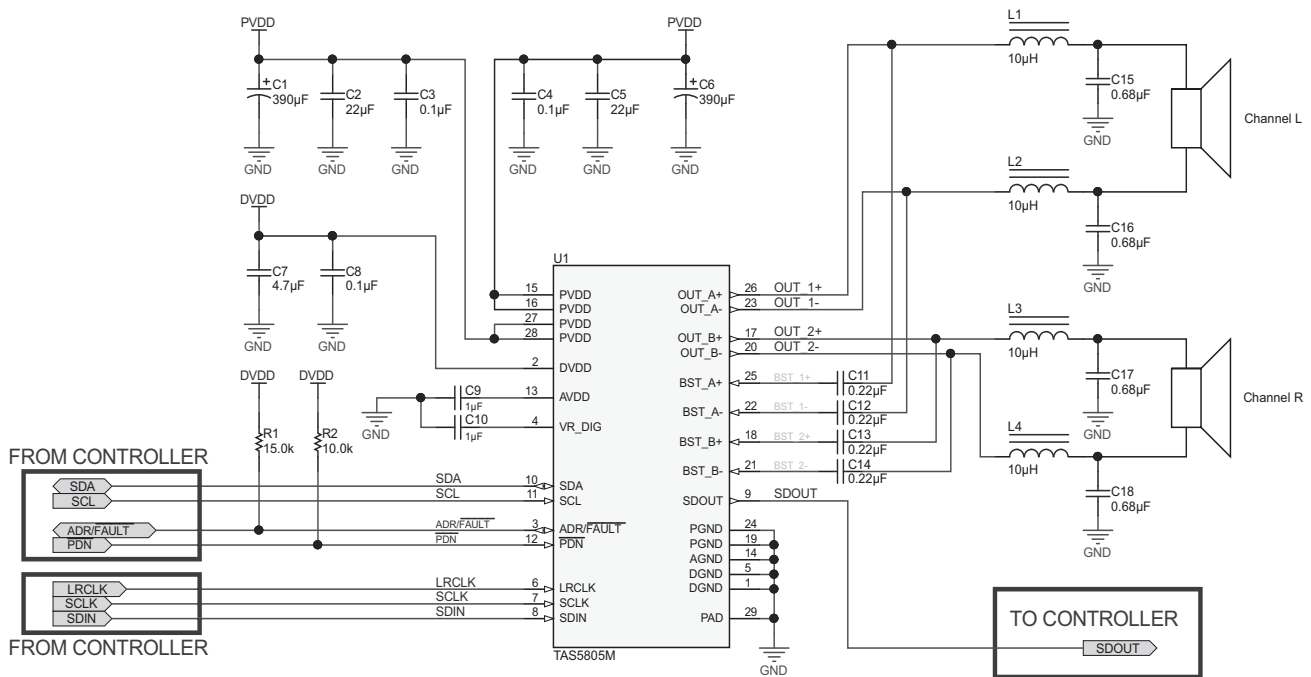 PVDD
PVDD
L1
10µH
C1
390µF
C2
22µF
C3
0.1µF
C4
0.1µF
C5
22µF
C6
390µF
C15
0.68µF
GND
GND
GND
GND
GND
GND
GND
Channel L
L2
10µH
DVDD
C16
0.68µF
GND
C7
4.7µF
C8
0.1µF
GND
GND
U1
15 PVDD
16 PVDD
27 PVDD
28 PVDD
2 DVDD
13 AVDD
4 VR_DIG
10 SDA
11 SCL
3 ADR/FAULT
12 PDN
6 LRCLK
7 SCLK
8 SDIN
OUT_A+ 26 OUT_1+
OUT_A- 23 OUT_1-
OUT_B+ 17 OUT_2+
OUT_B- 20 OUT_2-
BST_A+ 25 BST_1+
BST_A- 22 BST_1-
BST_B+ 18 BST_2+
BST_B- 21 BST_2-
SDOUT 9 SDOUT
PGND 24
PGND 19
AGND 14
DGND 5
DGND 1
PAD 29
GND
TAS5805M
C11
0.22µF
C12
0.22µF
C13
0.22µF
C14
0.22µF
L3
10µH
C17
0.68µF
GND
Channel R
L4
10µH
C18
0.68µF
GND
DVDD
DVDD
R1
15.0k
R2
10.0k
GND
C9
1µF
C10
1µF
FROM CONTROLLER
SDA
SCL
ADR/FAULT
PDN
SDA
SCL
ADR/FAULT
PDN
LRCLK
SCLK
SDIN
LRCLK
SCLK
SDIN
FROM CONTROLLER
TO CONTROLLER
SDOUT